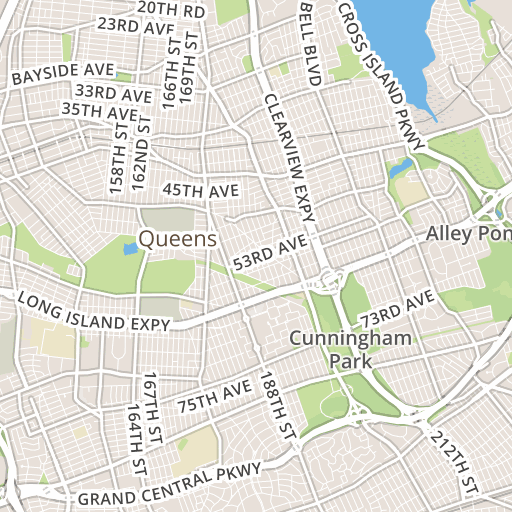 20TH RD
23RD AVE
BELL BLVD
CROSS ISLAND PKWY
166TH ST
169TH ST
BAYSIDE AVE
33RD AVE
35TH AVE
CLEARVIEW EXPY
158TH ST
162ND ST
45TH AVE
Alley Pon
Queens
53RD AVE
LONG ISLAND EXPY
73RD AVE
Cunningham
Park
75TH AVE
188TH ST
167TH ST
164TH ST
212TH ST
GRAND CENTRAL PKWY